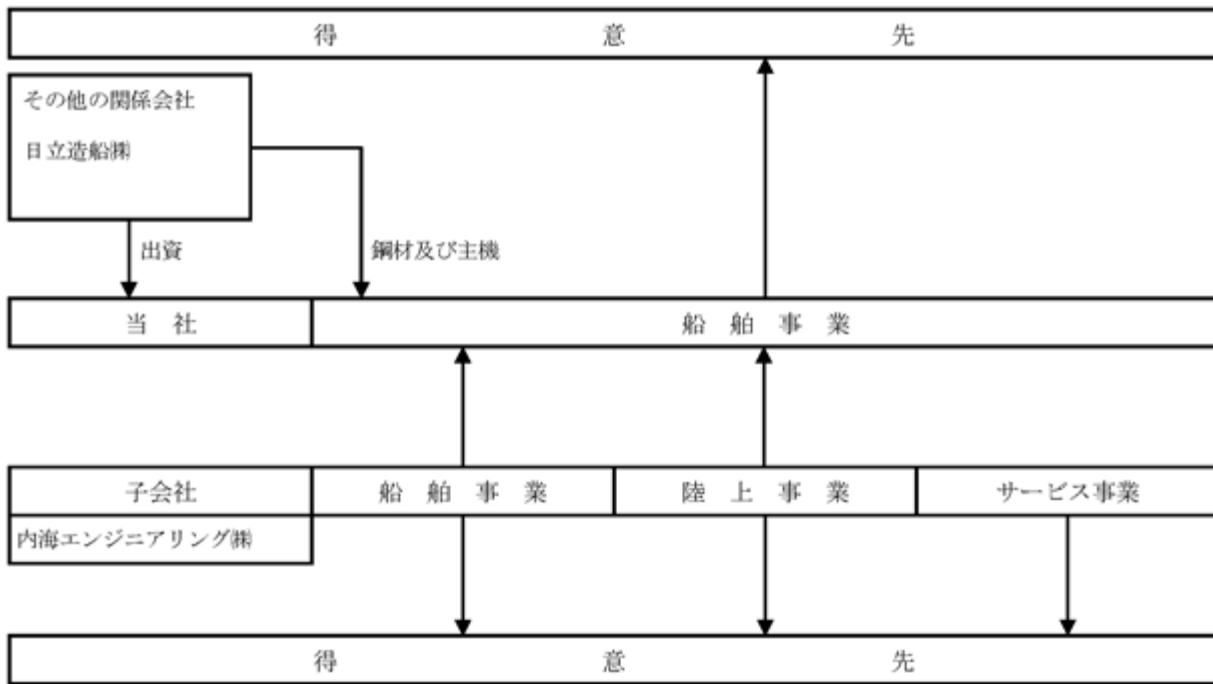 得意先
その他の関係会社
日立造船㈱
出資
鋼材及び主機
当社
船舶事業
子会社
船舶事業
陸上事業
サービス事業
内海エンジニアリング㈱
得意先